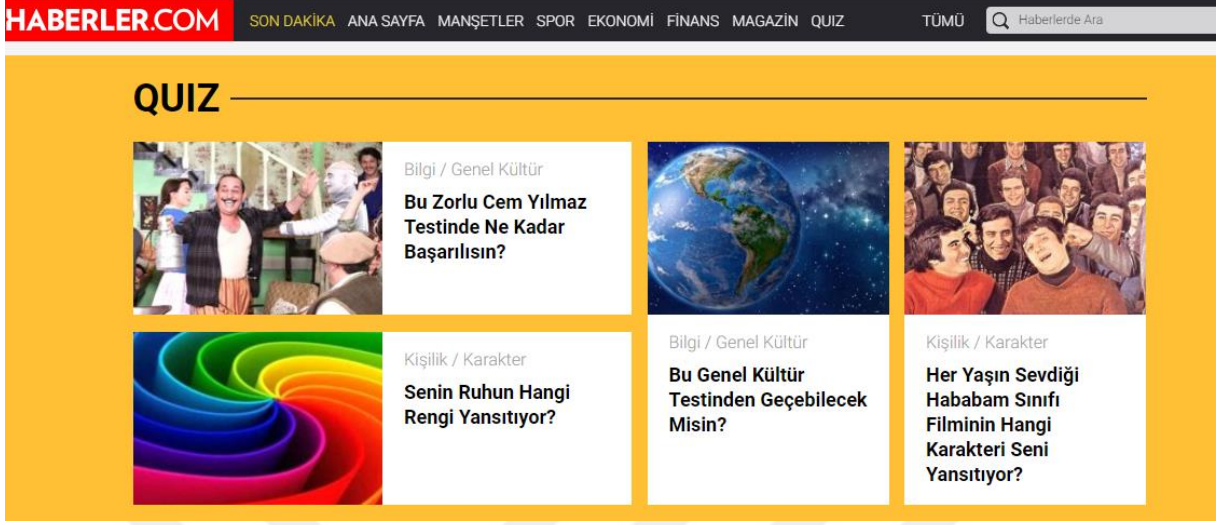 HABERLER.COM SON DAKİKA ANA SAYFA MANŞETLER SPOR EKONOMİ FİNANS MAGAZİN QUIZ TÜMÜ Haberlerde Ara
QUIZ
Bilgi / Genel Kültür
Bu Zorlu Cem Yılmaz
Testinde Ne Kadar
Başarılısın?
Kişilik / Karakter
Senin Ruhun Hangi
Rengi Yansıtıyor?
Bilgi / Genel Kültür
Bu Genel Kültür
Testinden Geçebilecek
Misin?
Kişilik / Karakter
Her Yaşın Sevdiği
Hababam Sınıfı
Filminin Hangi
Karakteri Seni
Yansıtıyor?